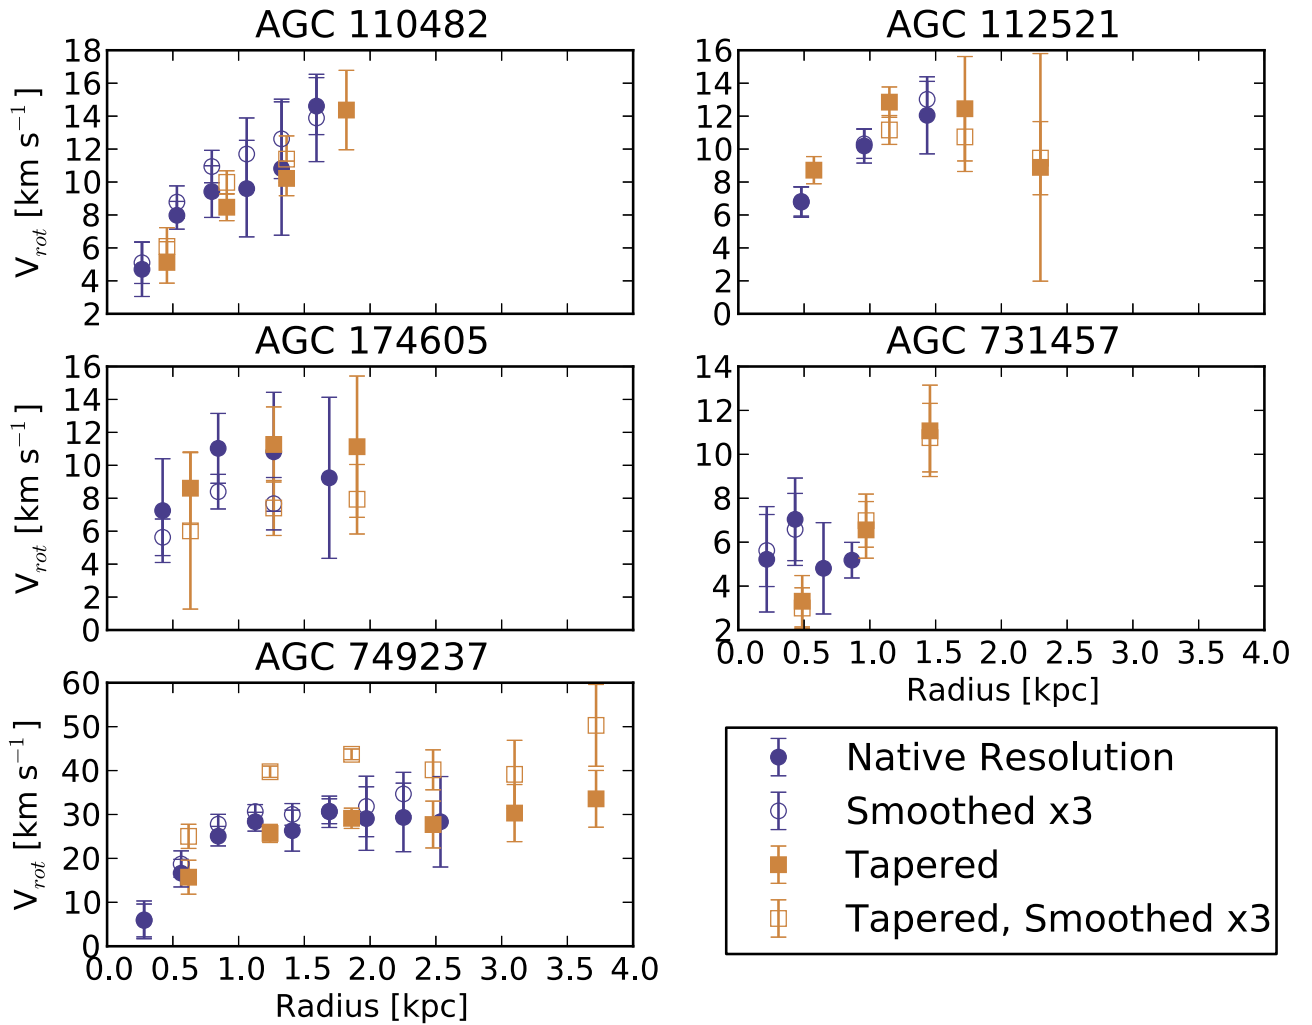 AGC 110482
18
16
14
12
10
8
6
4
2
V_rot [km s^-1]
AGC 112521
16
14
12
10
8
6
4
2
0
AGC 174605
16
14
12
10
8
6
4
2
0
V_rot [km s^-1]
AGC 731457
14
12
10
8
6
4
2
0.0 0.5 1.0 1.5 2.0 2.5 3.0 3.5 4.0
Radius [kpc]
AGC 749237
60
50
40
30
20
10
0
V_rot [km s^-1]
0.0 0.5 1.0 1.5 2.0 2.5 3.0 3.5 4.0
Radius [kpc]
Native Resolution
Smoothed x3
Tapered
Tapered, Smoothed x3